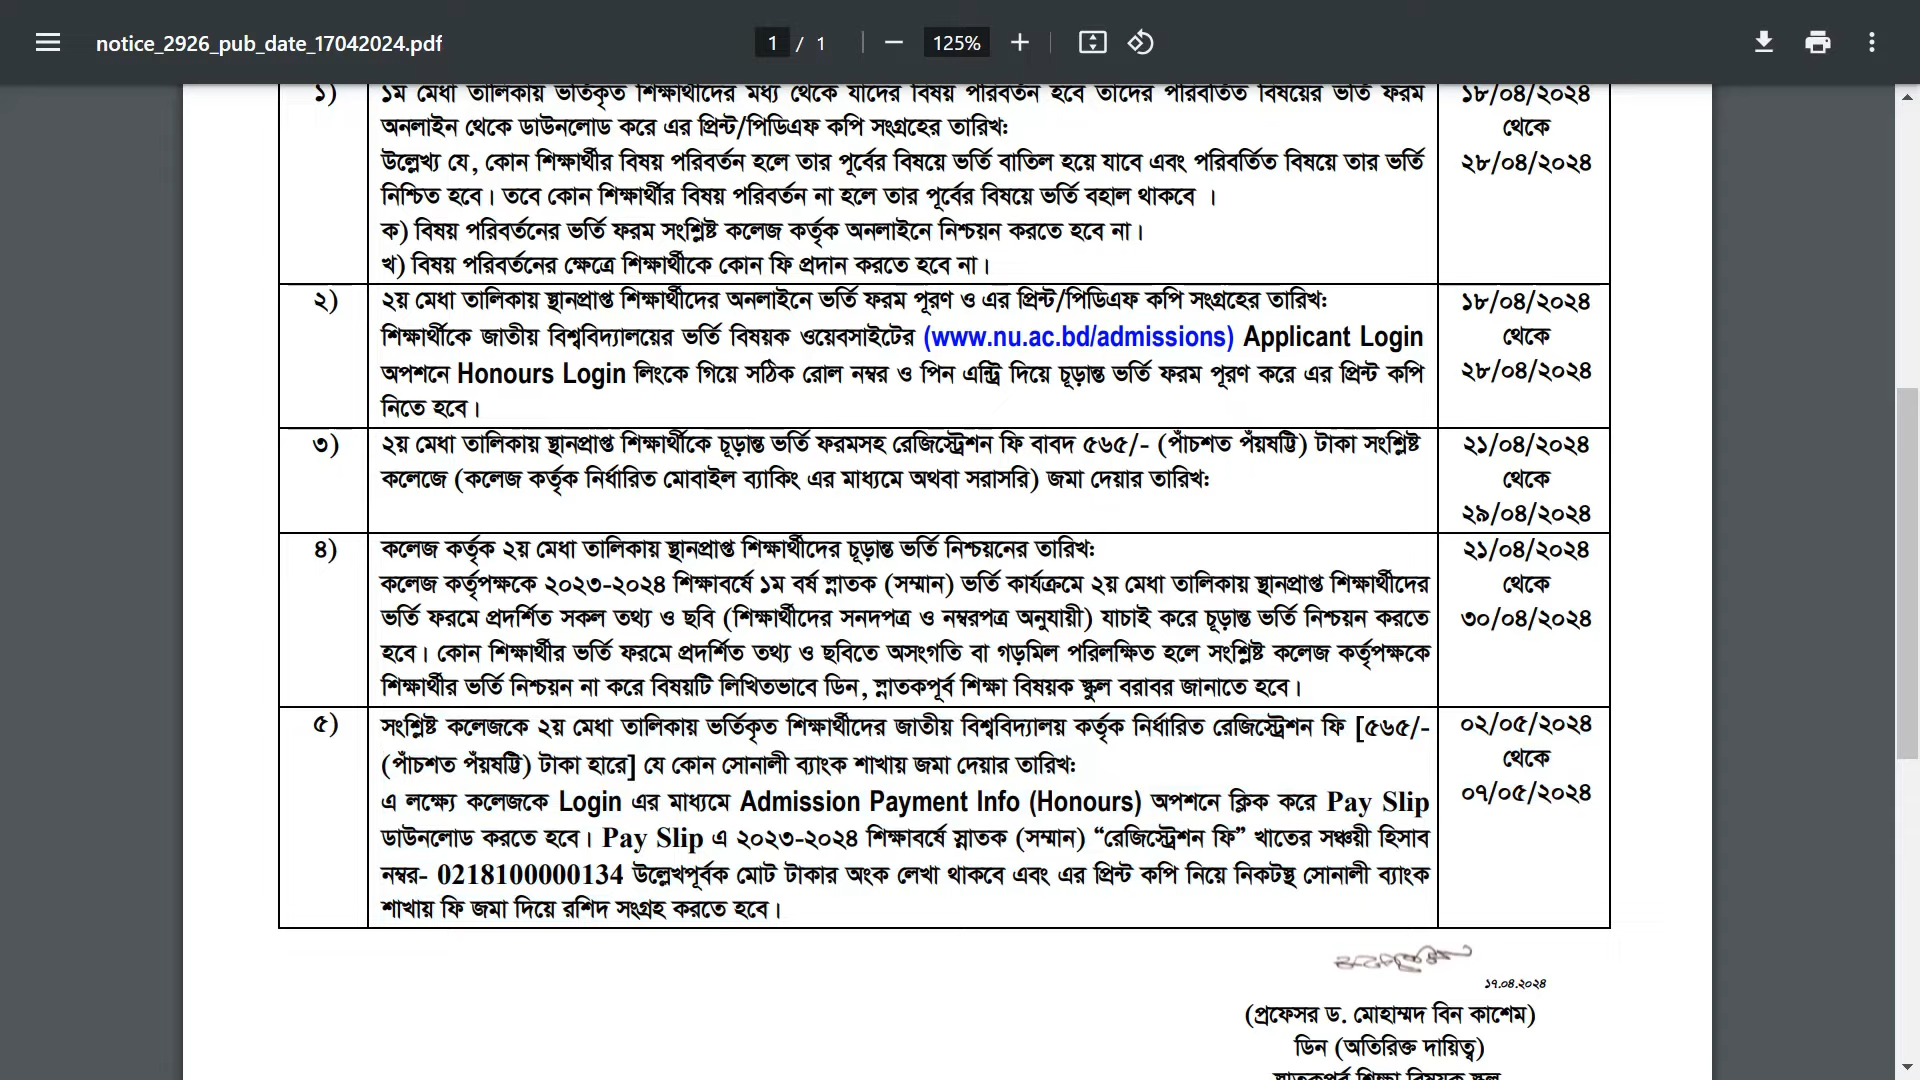 notice_2926_pub_date_17042024.pdf
1 / 1
125%
১) ১ম মেধা তালিকায় ভর্তিকৃত শিক্ষার্থীদের মধ্য থেকে যাদের বিষয় পরিবর্তন হবে তাদের পরিবর্তিত বিষয়ের ভর্তি ফরম
অনলাইন থেকে ডাউনলোড করে এর প্রিন্ট/পিডিএফ কপি সংগ্রহের তারিখঃ
উল্লেখ্য যে, কোন শিক্ষার্থীর বিষয় পরিবর্তন হলে তার পূর্বের বিষয়ে ভর্তি বাতিল হয়ে যাবে এবং পরিবর্তিত বিষয়ে তার ভর্তি
নিশ্চিত হবে। তবে কোন শিক্ষার্থীর বিষয় পরিবর্তন না হলে তার পূর্বের বিষয়ে ভর্তি বহাল থাকবে ।
ক) বিষয় পরিবর্তনের ভর্তি ফরম সংশ্লিষ্ট কলেজ কর্তৃক অনলাইনে নিশ্চয়ন করতে হবে না।
খ) বিষয় পরিবর্তনের ক্ষেত্রে শিক্ষার্থীকে কোন ফি প্রদান করতে হবে না।
১৮/০৪/২০২৪
থেকে
২৮/০৪/২০২৪
২) ২য় মেধা তালিকায় স্থানপ্রাপ্ত শিক্ষার্থীদের অনলাইনে ভর্তি ফরম পূরণ ও এর প্রিন্ট/পিডিএফ কপি সংগ্রহের তারিখঃ
শিক্ষার্থীকে জাতীয় বিশ্ববিদ্যালয়ের ভর্তি বিষয়ক ওয়েবসাইটের (www.nu.ac.bd/admissions) Applicant Login
অপশনে Honours Login লিংকে গিয়ে সঠিক রোল নম্বর ও পিন এন্ট্রি দিয়ে চূড়ান্ত ভর্তি ফরম পূরণ করে এর প্রিন্ট কপি
নিতে হবে।
১৮/০৪/২০২৪
থেকে
২৮/০৪/২০২৪
৩) ২য় মেধা তালিকায় স্থানপ্রাপ্ত শিক্ষার্থীকে চূড়ান্ত ভর্তি ফরমসহ রেজিস্ট্রেশন ফি বাবদ ৫৬৫/- (পাঁচশত পঁয়ষট্টি) টাকা সংশ্লিষ্ট
কলেজে (কলেজ কর্তৃক নির্ধারিত মোবাইল ব্যাকিং এর মাধ্যমে অথবা সরাসরি) জমা দেয়ার তারিখঃ
২১/০৪/২০২৪
থেকে
২৯/০৪/২০২৪
৪) কলেজ কর্তৃক ২য় মেধা তালিকায় স্থানপ্রাপ্ত শিক্ষার্থীদের চূড়ান্ত ভর্তি নিশ্চয়নের তারিখঃ
কলেজ কর্তৃপক্ষকে ২০২৩-২০২৪ শিক্ষাবর্ষে ১ম বর্ষ স্নাতক (সম্মান) ভর্তি কার্যক্রমে ২য় মেধা তালিকায় স্থানপ্রাপ্ত শিক্ষার্থীদের
ভর্তি ফরমে প্রদর্শিত সকল তথ্য ও ছবি (শিক্ষার্থীদের সনদপত্র ও নম্বরপত্র অনুযায়ী) যাচাই করে চূড়ান্ত ভর্তি নিশ্চয়ন করতে
হবে। কোন শিক্ষার্থীর ভর্তি ফরমে প্রদর্শিত তথ্য ও ছবিতে অসংগতি বা গড়মিল পরিলক্ষিত হলে সংশ্লিষ্ট কলেজ কর্তৃপক্ষকে
শিক্ষার্থীর ভর্তি নিশ্চয়ন না করে বিষয়টি লিখিতভাবে ডিন, স্নাতকপূর্ব শিক্ষা বিষয়ক স্কুল বরাবর জানাতে হবে।
২১/০৪/২০২৪
থেকে
৩০/০৪/২০২৪
৫) সংশ্লিষ্ট কলেজকে ২য় মেধা তালিকায় ভর্তিকৃত শিক্ষার্থীদের জাতীয় বিশ্ববিদ্যালয় কর্তৃক নির্ধারিত রেজিস্ট্রেশন ফি [৫৬৫/-
(পাঁচশত পঁয়ষট্টি) টাকা হারে] যে কোন সোনালী ব্যাংক শাখায় জমা দেয়ার তারিখঃ
এ লক্ষ্যে কলেজকে Login এর মাধ্যমে Admission Payment Info (Honours) অপশনে ক্লিক করে Pay Slip
ডাউনলোড করতে হবে। Pay Slip এ ২০২৩-২০২৪ শিক্ষাবর্ষে স্নাতক (সম্মান) “রেজিস্ট্রেশন ফি” খাতের সঞ্চয়ী হিসাব
নম্বর- 0218100000134 উল্লেখপূর্বক মোট টাকার অংক লেখা থাকবে এবং এর প্রিন্ট কপি নিয়ে নিকটস্থ সোনালী ব্যাংক
শাখায় ফি জমা দিয়ে রশিদ সংগ্রহ করতে হবে।
০২/০৫/২০২৪
থেকে
০৭/০৫/২০২৪
১৭.০৪.২০২৪
(প্রফেসর ড. মোহাম্মদ বিন কাশেম)
ডিন (অতিরিক্ত দায়িত্ব)
স্নাতকপূর্ব শিক্ষা বিষয়ক স্কুল